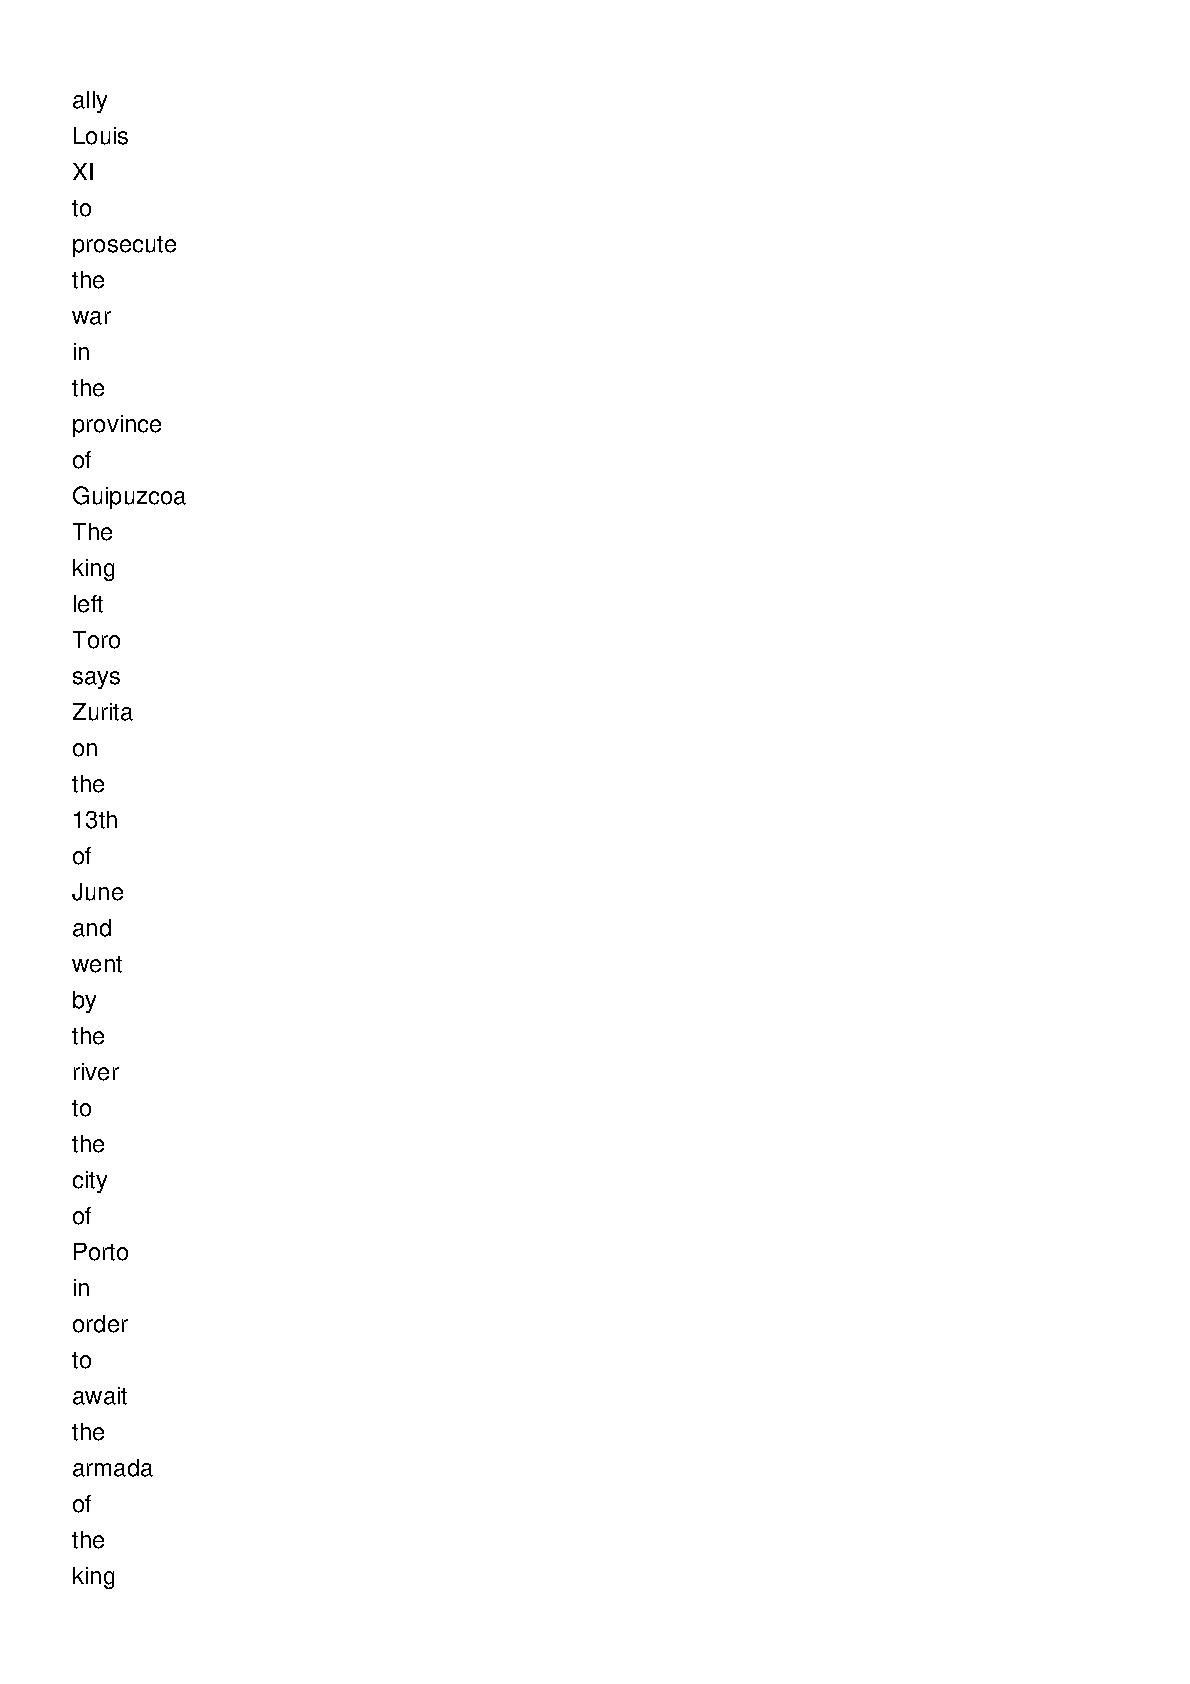 ally
Louis
XI
to
prosecute
the
war
in
the
province
of
Guipuzcoa
The
king
left
Toro
says
Zurita
on
the
13th
of
June
and
went
by
the
river
to
the
city
of
Porto
in
order
to
await
the
armada
of
the
king